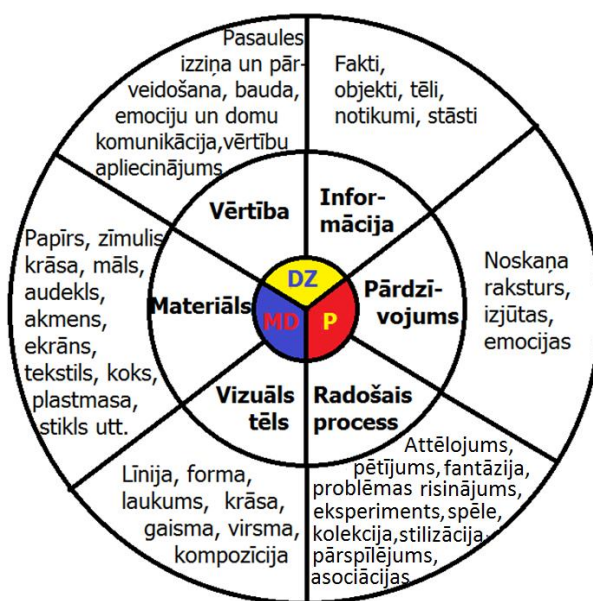 Pasaules
izziņa un pār-
veidošana, bauda,
emociju un domu
komunikācija,vērtību
apliecinājums
Fakti,
objekti, tēli,
notikumi, stāsti
Vērtība
Infor-
mācija
Papīrs, zīmulis
krāsa, māls,
audekls,
akmens,
ekrāns,
tekstils, koks,
plastmasa,
stikls utt.
Materiāls
DZ
MD
P
Pārdzī-
vojums
Noskaņa
raksturs,
izjūtas,
emocijas
Vizuāls
tēls
Radošais
process
Līnija, forma,
laukums, krāsa,
gaisma, virsma,
kompozīcija
Attēlojums,
pētījums, fantāzija,
problēmas risinājums,
eksperiments, spēle,
kolekcija,stilizācija,
pārspīlējums,
asociācijas